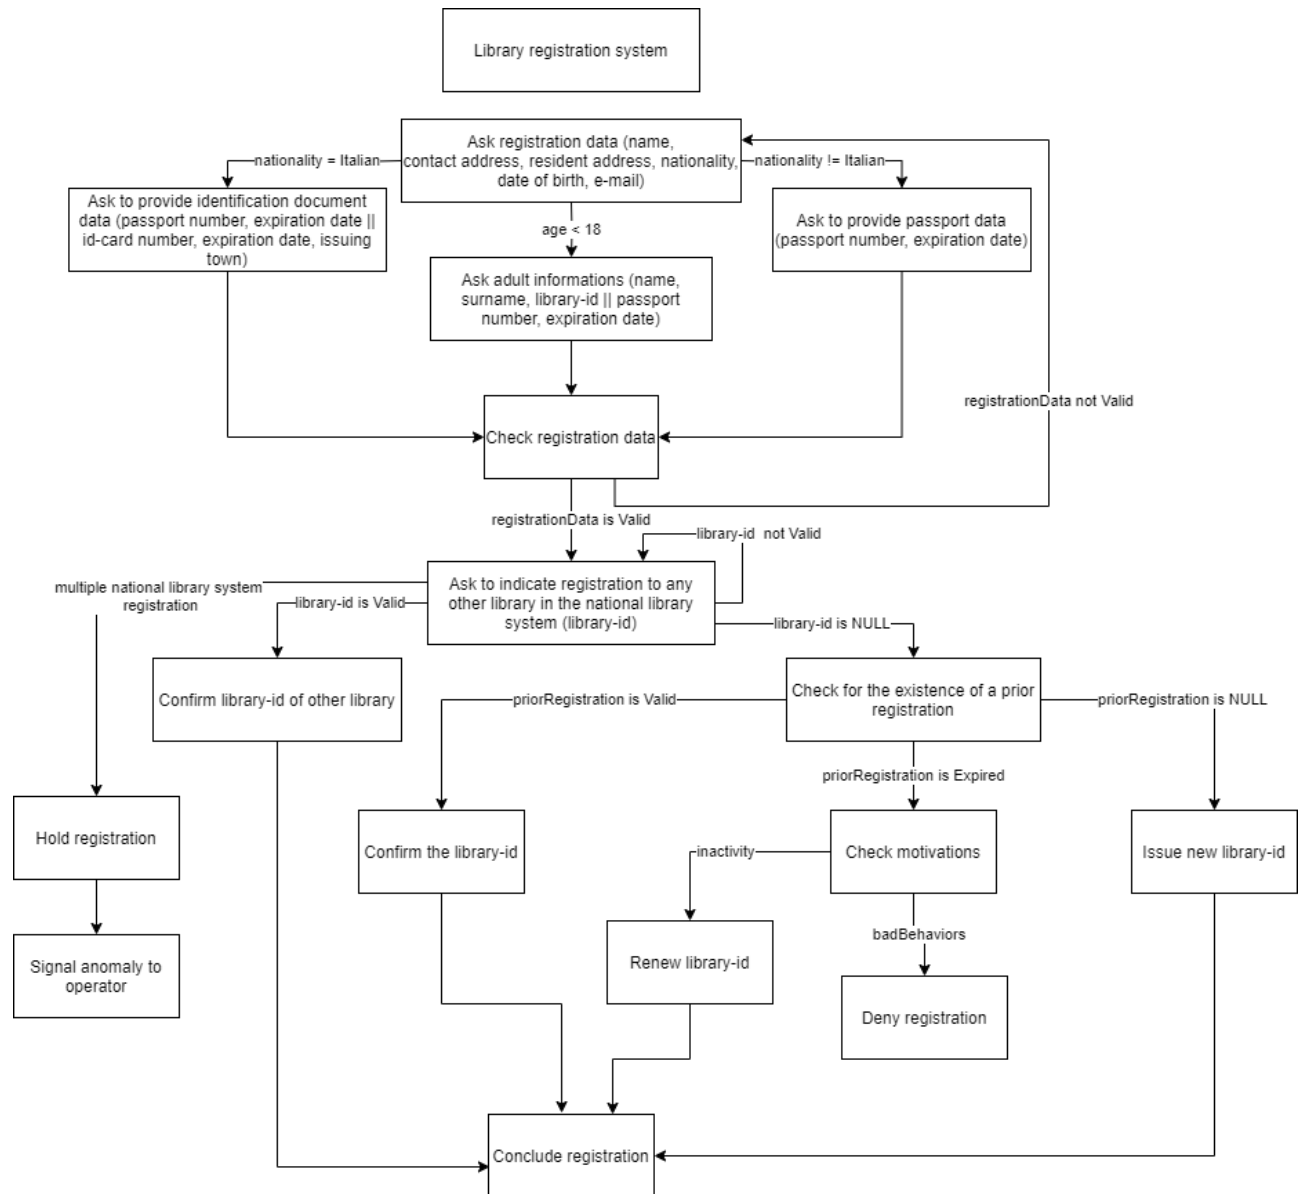 Library registration system
Ask registration data (name,
contact address, resident address, nationality,
date of birth, e-mail)
nationality = Italian
nationality != Italian
Ask to provide identification document
data (passport number, expiration date ||
id-card number, expiration date, issuing
town)
age < 18
Ask to provide passport data
(passport number, expiration date)
Ask adult informations (name,
surname, library-id || passport
number, expiration date)
registrationData not Valid
Check registration data
registrationData is Valid
library-id  not Valid
multiple national library system
registration
library-id is Valid
Ask to indicate registration to any
other library in the national library
system (library-id)
library-id is NULL
Confirm library-id of other library
priorRegistration is Valid
Check for the existence of a prior
registration
priorRegistration is NULL
priorRegistration is Expired
Hold registration
Confirm the library-id
inactivity
Check motivations
Issue new library-id
badBehaviors
Signal anomaly to
operator
Renew library-id
Deny registration
Conclude registration